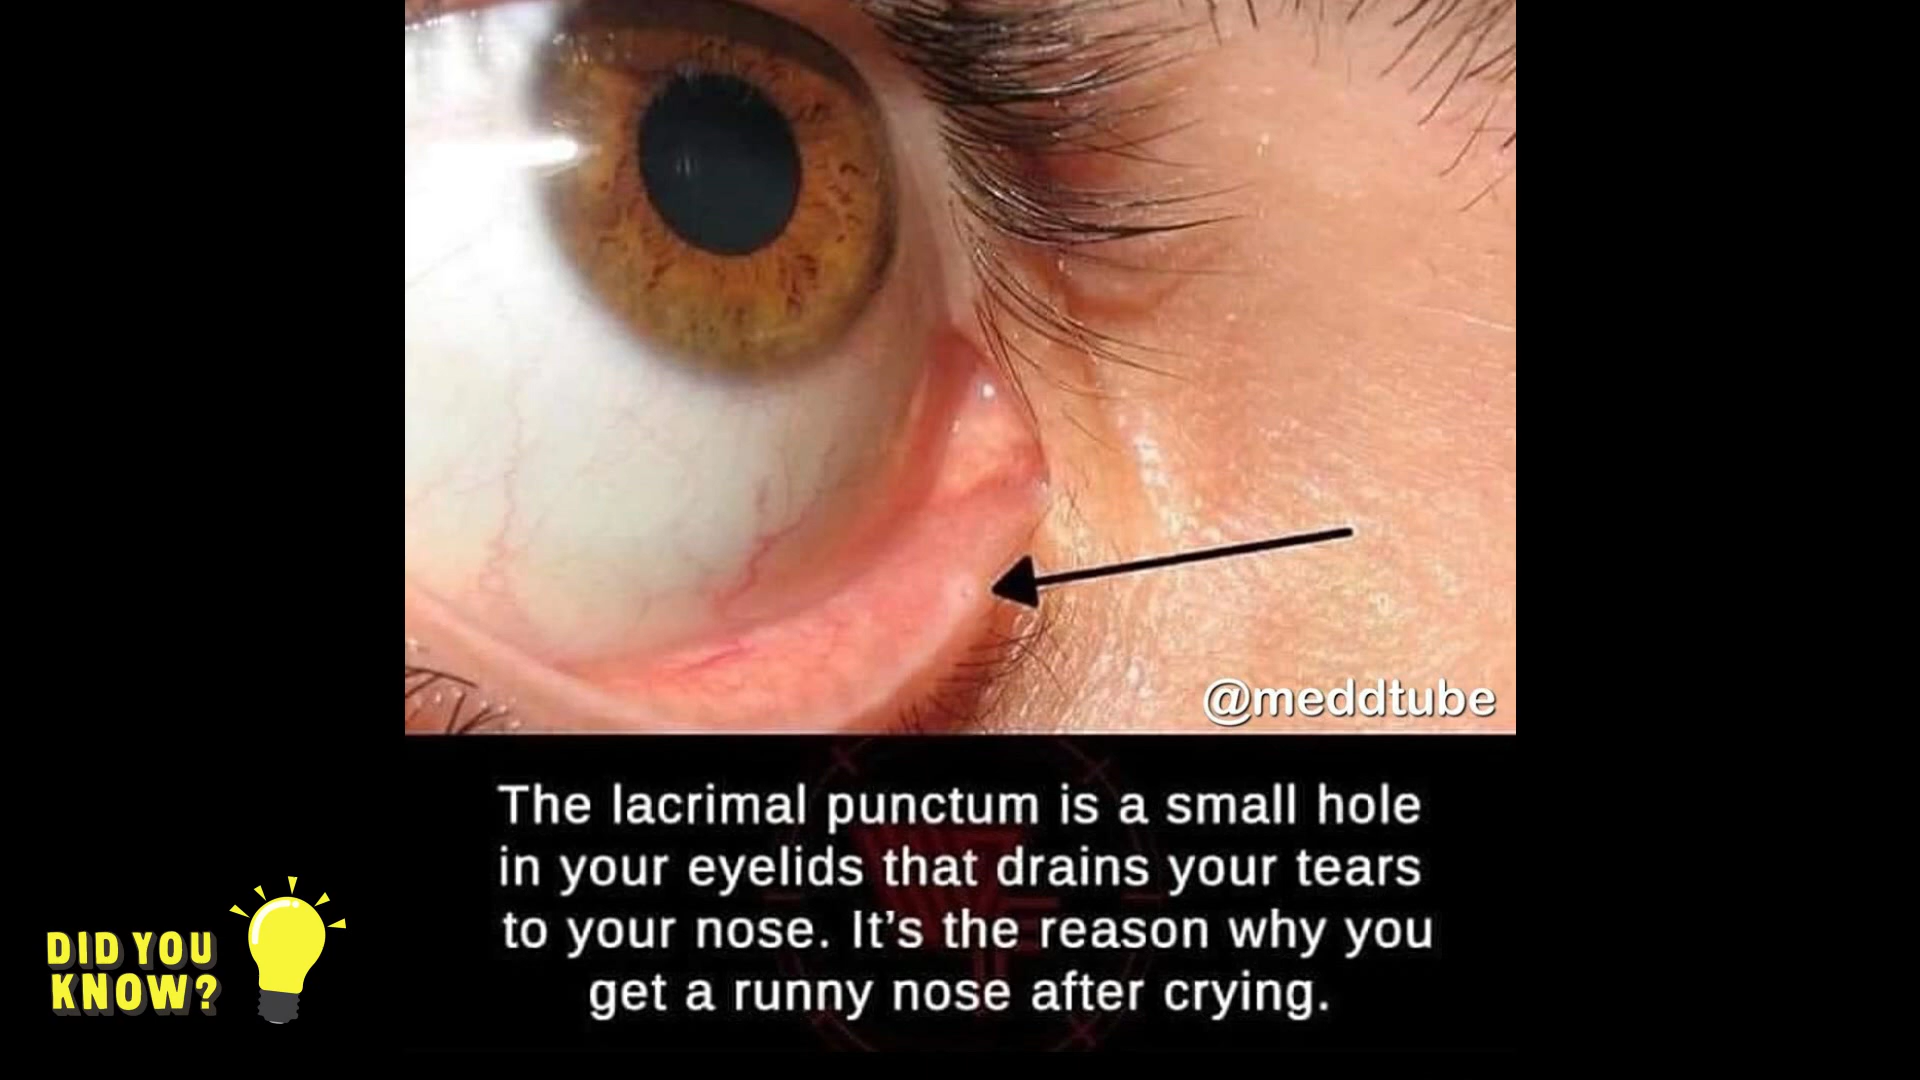 @meddtube
The lacrimal punctum is a small hole
in your eyelids that drains your tears
to your nose. It’s the reason why you
get a runny nose after crying.
DID YOU
KNOW?